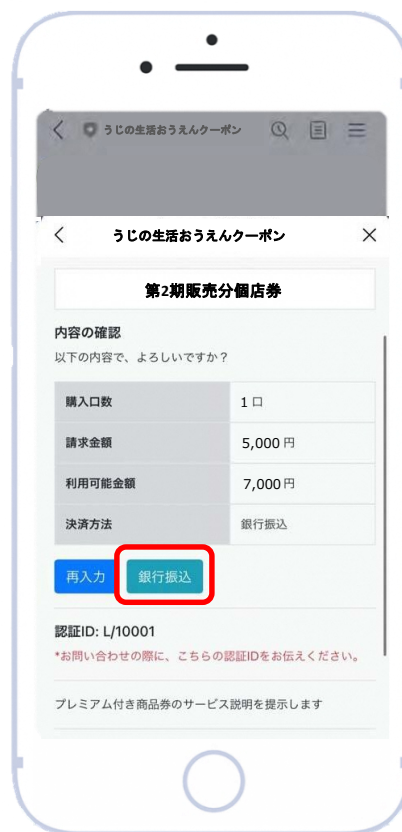 うじの生活おうえんクーポン
うじの生活おうえんクーポン
第2期販売分個店券
内容の確認
以下の内容で、よろしいですか？
購入口数 1 口
請求金額 5,000 円
利用可能金額 7,000 円
決済方法 銀行振込
再入力 銀行振込
認証ID: L/10001
*お問い合わせの際に、こちらの認証IDをお伝えください。
プレミアム付き商品券のサービス説明を提示します